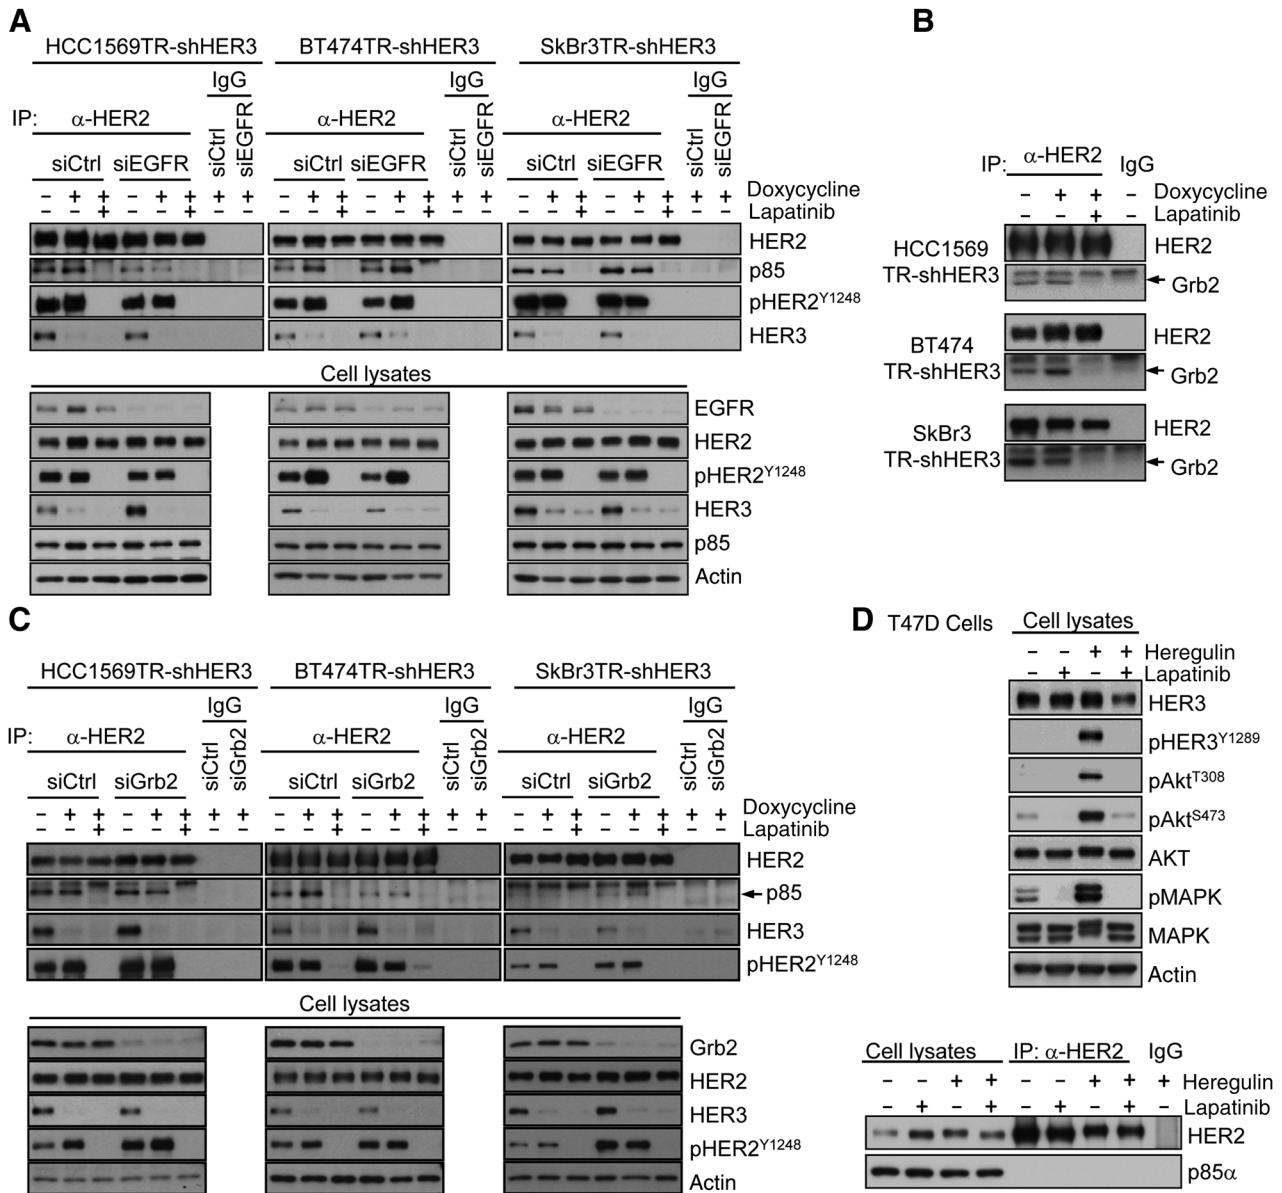 A
HCC1569TR-shHER3 BT474TR-shHER3 SkBr3TR-shHER3
IgG IgG IgG
IP: α-HER2 α-HER2 α-HER2
siCtrl siEGFR siCtrl siEGFR siCtrl siEGFR siCtrl siEGFR siCtrl siEGFR siCtrl siEGFR
– + + – + + + + – + + – + + + + – + + – + + + + Doxycycline
– – + – – + – – – – + – – + – – – – + – – + – – Lapatinib
HER2
p85
pHER2Y1248
HER3
Cell lysates
EGFR
HER2
pHER2Y1248
HER3
p85
Actin
B
IP: α-HER2 IgG
– + + – Doxycycline
– – + – Lapatinib
HCC1569
TR-shHER3
HER2
Grb2
BT474
TR-shHER3
HER2
Grb2
SkBr3
TR-shHER3
HER2
Grb2
C
HCC1569TR-shHER3 BT474TR-shHER3 SkBr3TR-shHER3
IgG IgG IgG
IP: α-HER2 α-HER2 α-HER2
siCtrl siGrb2 siCtrl siGrb2 siCtrl siGrb2 siCtrl siGrb2 siCtrl siGrb2 siCtrl siGrb2
– + + – + + + + – + + – + + + + – + + – + + + + Doxycycline
– – + – – + – – – – + – – + – – – – + – – + – – Lapatinib
HER2
p85
HER3
pHER2Y1248
Cell lysates
Grb2
HER2
HER3
pHER2Y1248
Actin
D T47D Cells Cell lysates
– – + + Heregulin
– + – + Lapatinib
HER3
pHER3Y1289
pAktT308
pAktS473
AKT
pMAPK
MAPK
Actin
Cell lysates IP: α-HER2 IgG
– – + + – – + + + Heregulin
– + – + – + – + – Lapatinib
HER2
p85α